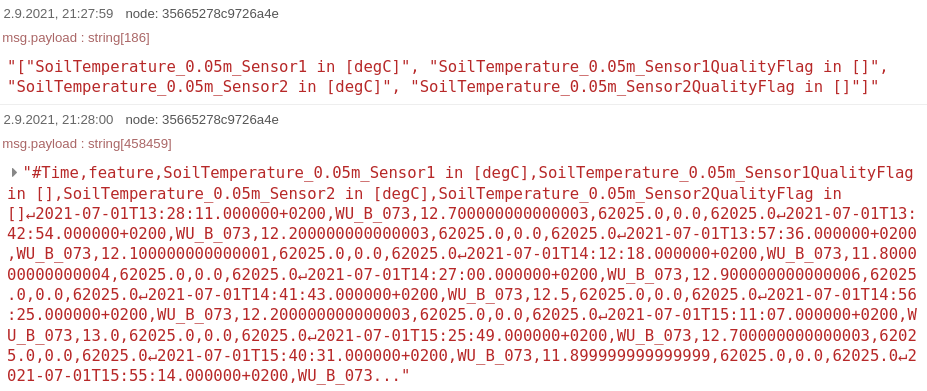 2.9.2021, 21:27:59 node: 35665278c9726a4e
msg.payload : string[186]
"["SoilTemperature_0.05m_Sensor1 in [degC]", "SoilTemperature_0.05m_Sensor1QualityFlag in []",
"SoilTemperature_0.05m_Sensor2 in [degC]", "SoilTemperature_0.05m_Sensor2QualityFlag in []"]"
2.9.2021, 21:28:00 node: 35665278c9726a4e
msg.payload : string[458459]
"#Time,feature,SoilTemperature_0.05m_Sensor1 in [degC],SoilTemperature_0.05m_Sensor1QualityFlag
in [],SoilTemperature_0.05m_Sensor2 in [degC],SoilTemperature_0.05m_Sensor2QualityFlag in
[]↵2021-07-01T13:28:11.000000+0200,WU_B_073,12.700000000000003,62025.0,0.0,62025.0↵2021-07-01T13:
42:54.000000+0200,WU_B_073,12.200000000000003,62025.0,0.0,62025.0↵2021-07-01T13:57:36.000000+0200
,WU_B_073,12.100000000000001,62025.0,0.0,62025.0↵2021-07-01T14:12:18.000000+0200,WU_B_073,11.8000
00000000004,62025.0,0.0,62025.0↵2021-07-01T14:27:00.000000+0200,WU_B_073,12.900000000000006,62025
.0,0.0,62025.0↵2021-07-01T14:41:43.000000+0200,WU_B_073,12.5,62025.0,0.0,62025.0↵2021-07-01T14:56
:25.000000+0200,WU_B_073,12.200000000000003,62025.0,0.0,62025.0↵2021-07-01T15:11:07.000000+0200,W
U_B_073,13.0,62025.0,0.0,62025.0↵2021-07-01T15:25:49.000000+0200,WU_B_073,12.700000000000003,6202
5.0,0.0,62025.0↵2021-07-01T15:40:31.000000+0200,WU_B_073,11.899999999999999,62025.0,0.0,62025.0↵2
021-07-01T15:55:14.000000+0200,WU_B_073..."